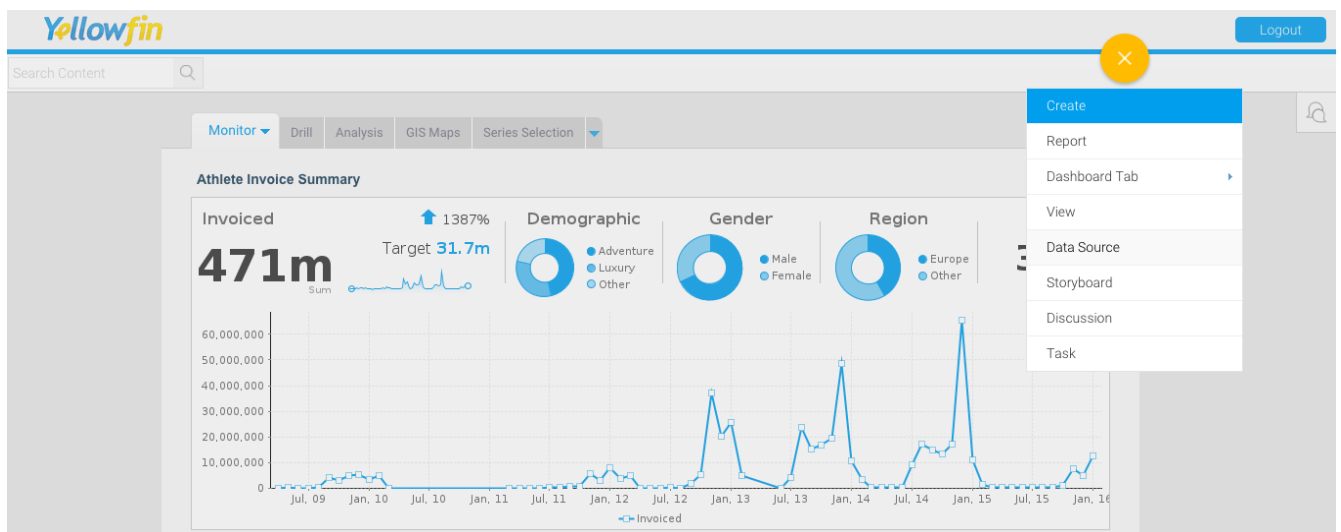 Yellowfin
Logout
Search Content
Create
Report
Dashboard Tab
View
Data Source
Storyboard
Discussion
Task
Monitor Drill Analysis GIS Maps Series Selection
Athlete Invoice Summary
Invoiced
1387%
471m
Sum
Target 31.7m
Demographic
Adventure
Luxury
Other
Gender
Male
Female
Region
Europe
Other
60,000,000
50,000,000
40,000,000
30,000,000
20,000,000
10,000,000
0
Jul, 09 Jan, 10 Jul, 10 Jan, 11 Jul, 11 Jan, 12 Jul, 12 Jan, 13 Jul, 13 Jan, 14 Jul, 14 Jan, 15 Jul, 15 Jan, 16
Invoiced